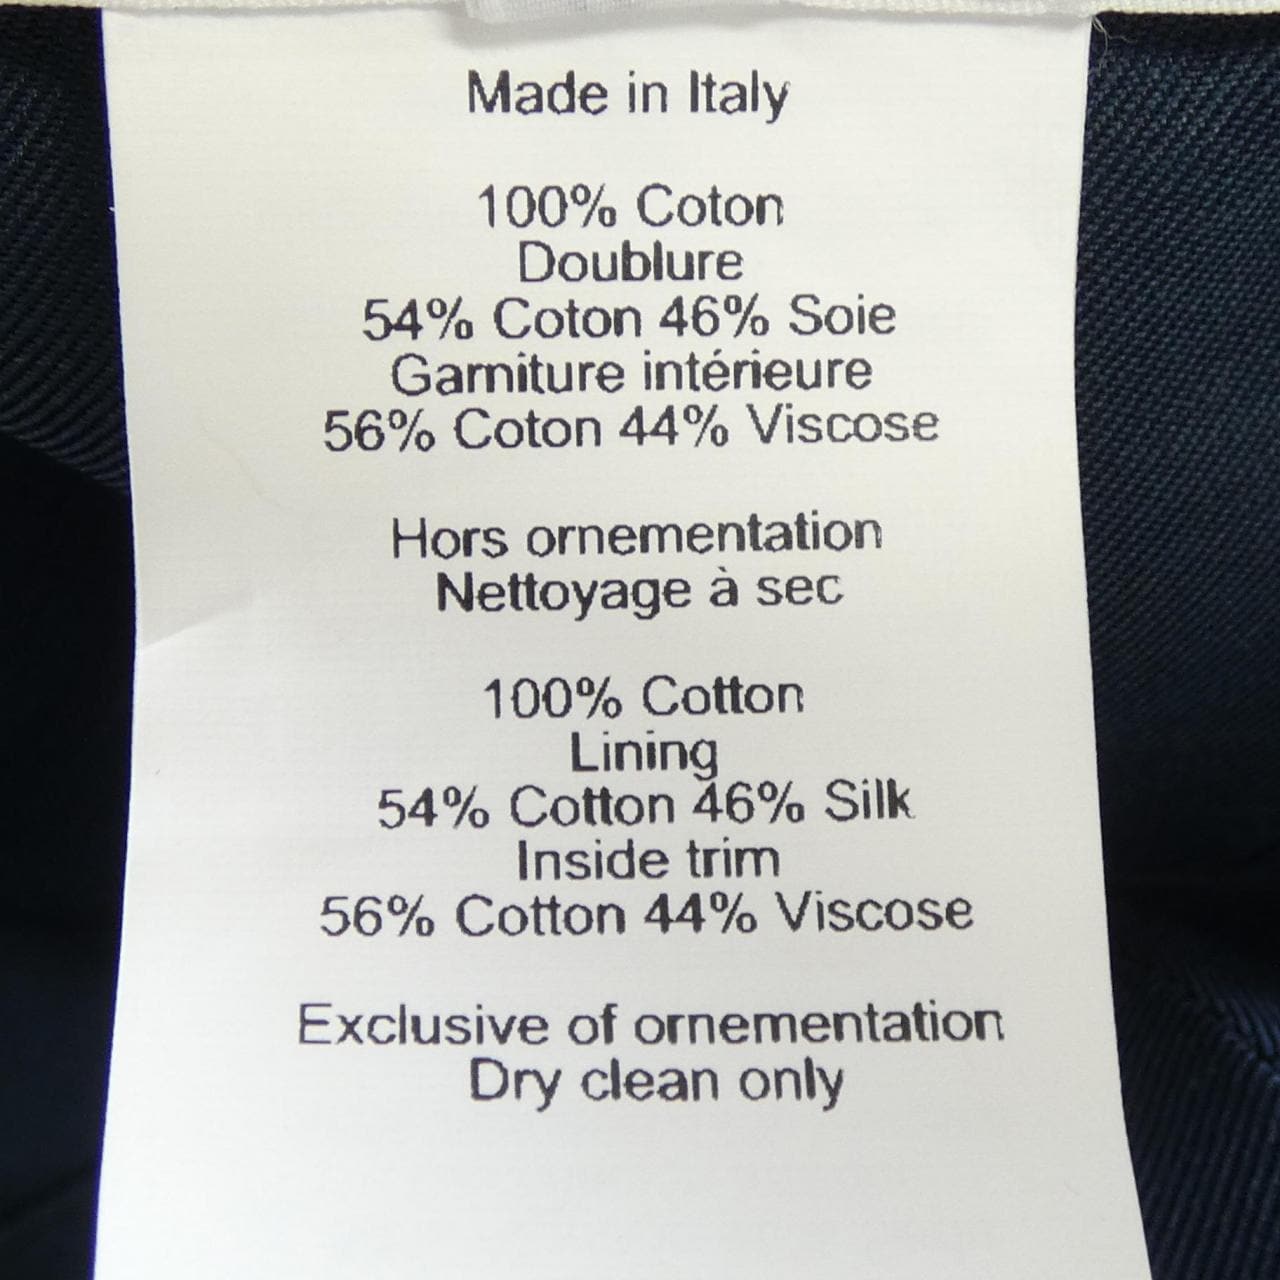 Made in Italy
100% Coton
Doublure
54% Coton 46% Soie
Garniture intérieure
56% Coton 44% Viscose
Hors ornementation
Nettoyage à sec
100% Cotton
Lining
54% Cotton 46% Silk
Inside trim
56% Cotton 44% Viscose
Exclusive of ornementation
Dry clean only